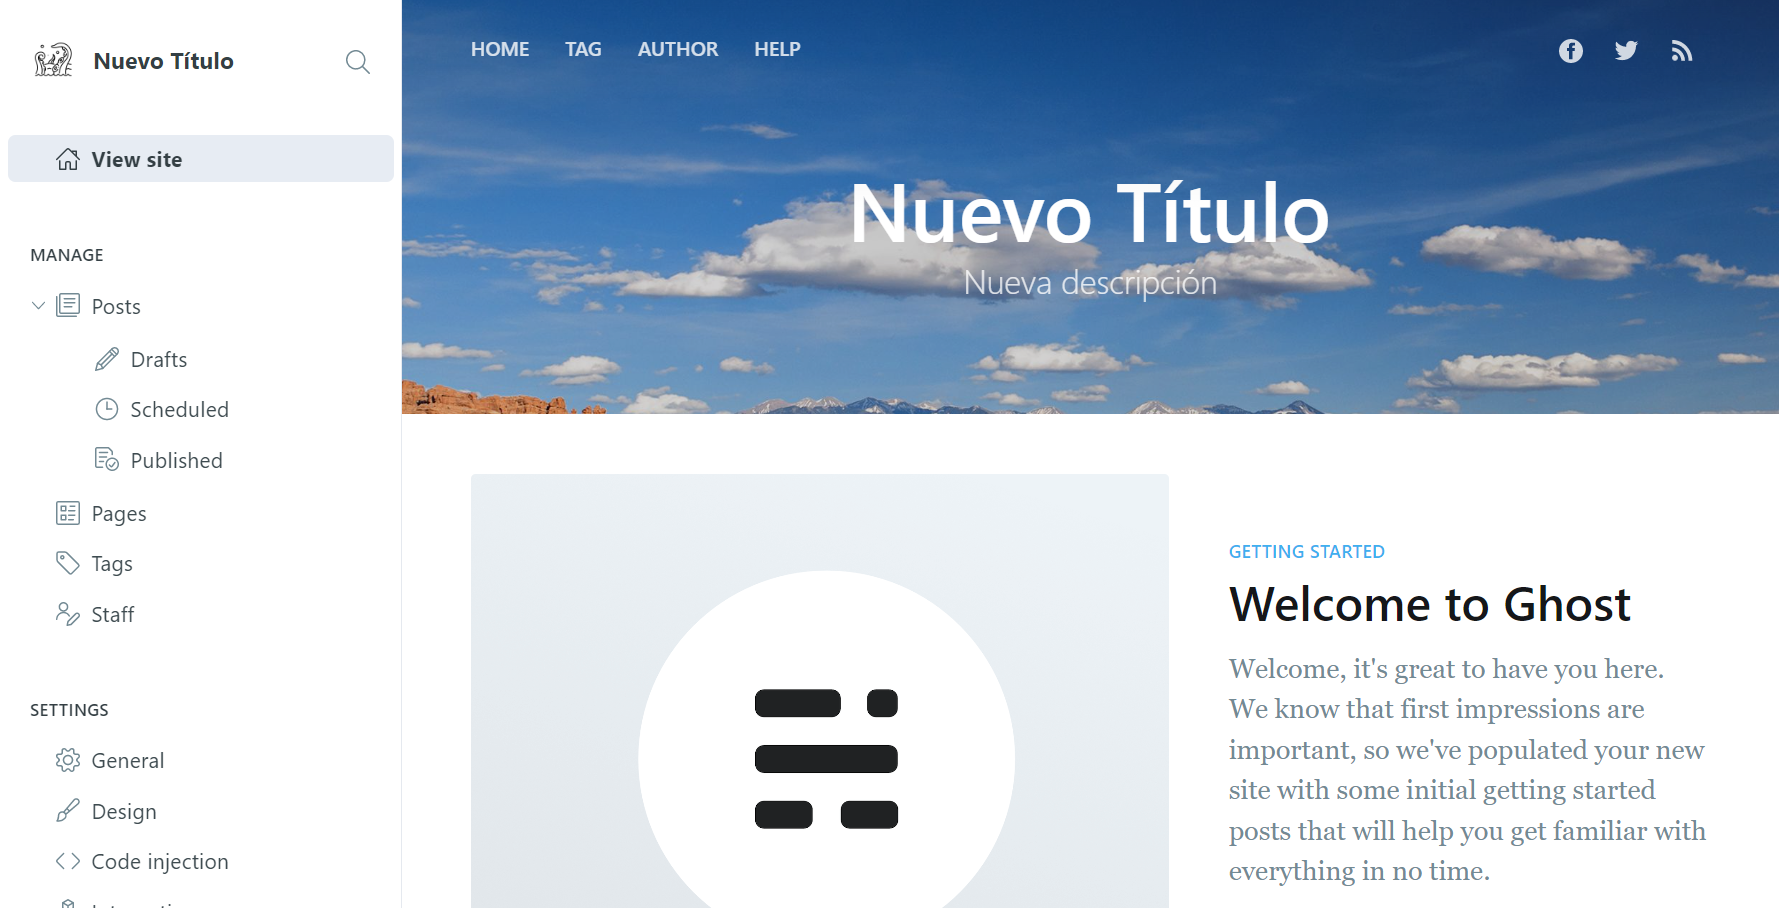 Nuevo Título
View site
MANAGE
Posts
Drafts
Scheduled
Published
Pages
Tags
Staff
SETTINGS
General
Design
Code injection
HOME TAG AUTHOR HELP
Nuevo Título
Nueva descripción
GETTING STARTED
Welcome to Ghost
Welcome, it's great to have you here.
We know that first impressions are
important, so we've populated your new
site with some initial getting started
posts that will help you get familiar with
everything in no time.